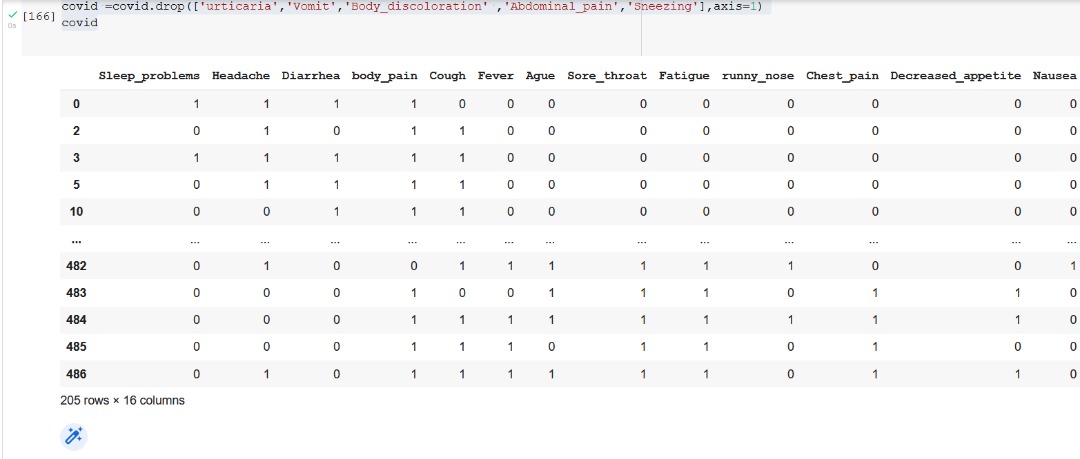 covid =covid.drop(['urticaria','Vomit','Body_discoloration' ,'Abdominal_pain','Sneezing'],axis=1)
[166]
0s
covid
Sleep_problems Headache Diarrhea body_pain Cough Fever Ague Sore_throat Fatigue runny_nose Chest_pain Decreased_appetite Nausea
0 1 1 1 1 0 0 0 0 0 0 0 0 0
2 0 1 0 1 1 0 0 0 0 0 0 0 0
3 1 1 1 1 1 0 0 0 0 0 0 0 0
5 0 1 1 1 1 0 0 0 0 0 0 0 0
10 0 0 1 1 1 0 0 0 0 0 0 0 0
... ... ... ... ... ... ... ... ... ... ... ... ... ...
482 0 1 0 0 1 1 1 1 1 1 0 0 1
483 0 0 0 1 0 0 1 1 1 0 1 1 0
484 0 0 0 1 1 1 1 1 1 1 1 1 0
485 0 0 0 1 1 1 0 1 1 0 1 0 0
486 0 1 0 1 1 1 1 1 1 0 1 1 0
205 rows × 16 columns